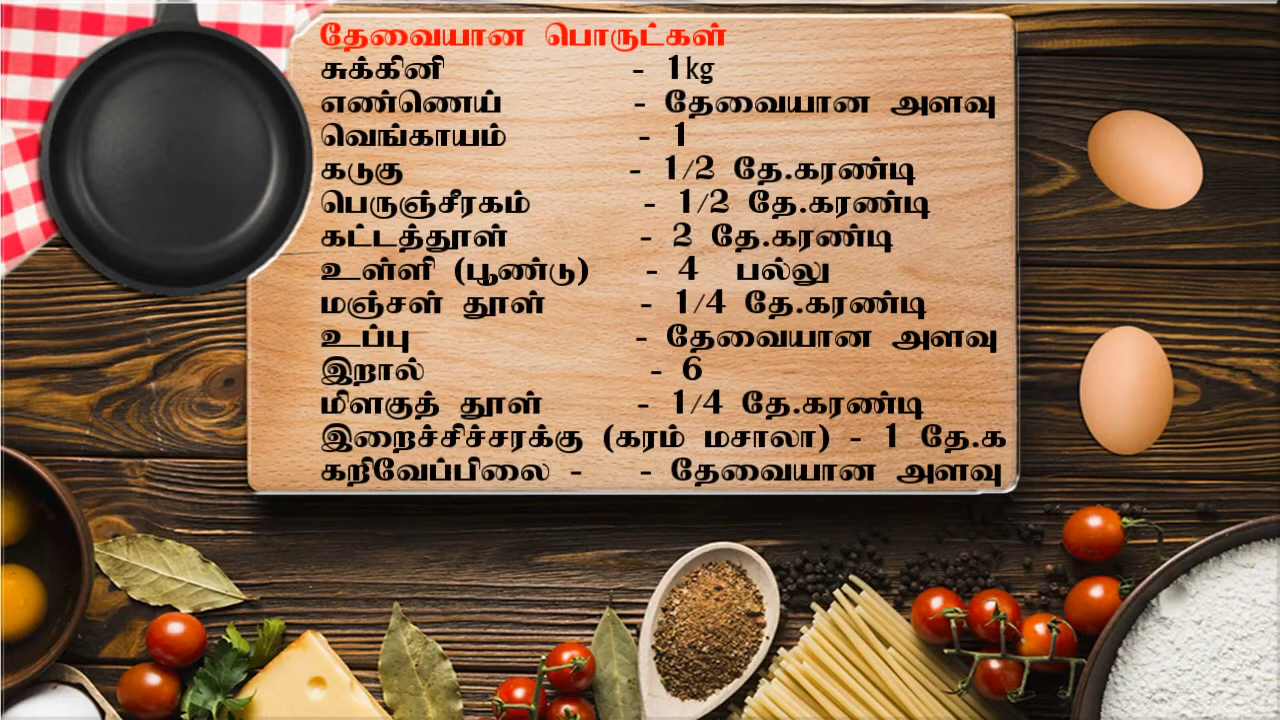 தேவையான பொருட்கள்
சுக்கினி - 1kg
எண்ணெய் - தேவையான அளவு
வெங்காயம் - 1
கடுகு - 1/2 தே.கரண்டி
பெருஞ்சீரகம் - 1/2 தே.கரண்டி
கட்டத்தூள் - 2 தே.கரண்டி
உள்ளி (பூண்டு) - 4 பல்லு
மஞ்சள் தூள் - 1/4 தே.கரண்டி
உப்பு - தேவையான அளவு
இறால் - 6
மிளகுத் தூள் - 1/4 தே.கரண்டி
இறைச்சிச்சரக்கு (கரம் மசாலா) - 1 தே.க
கறிவேப்பிலை - - தேவையான அளவு